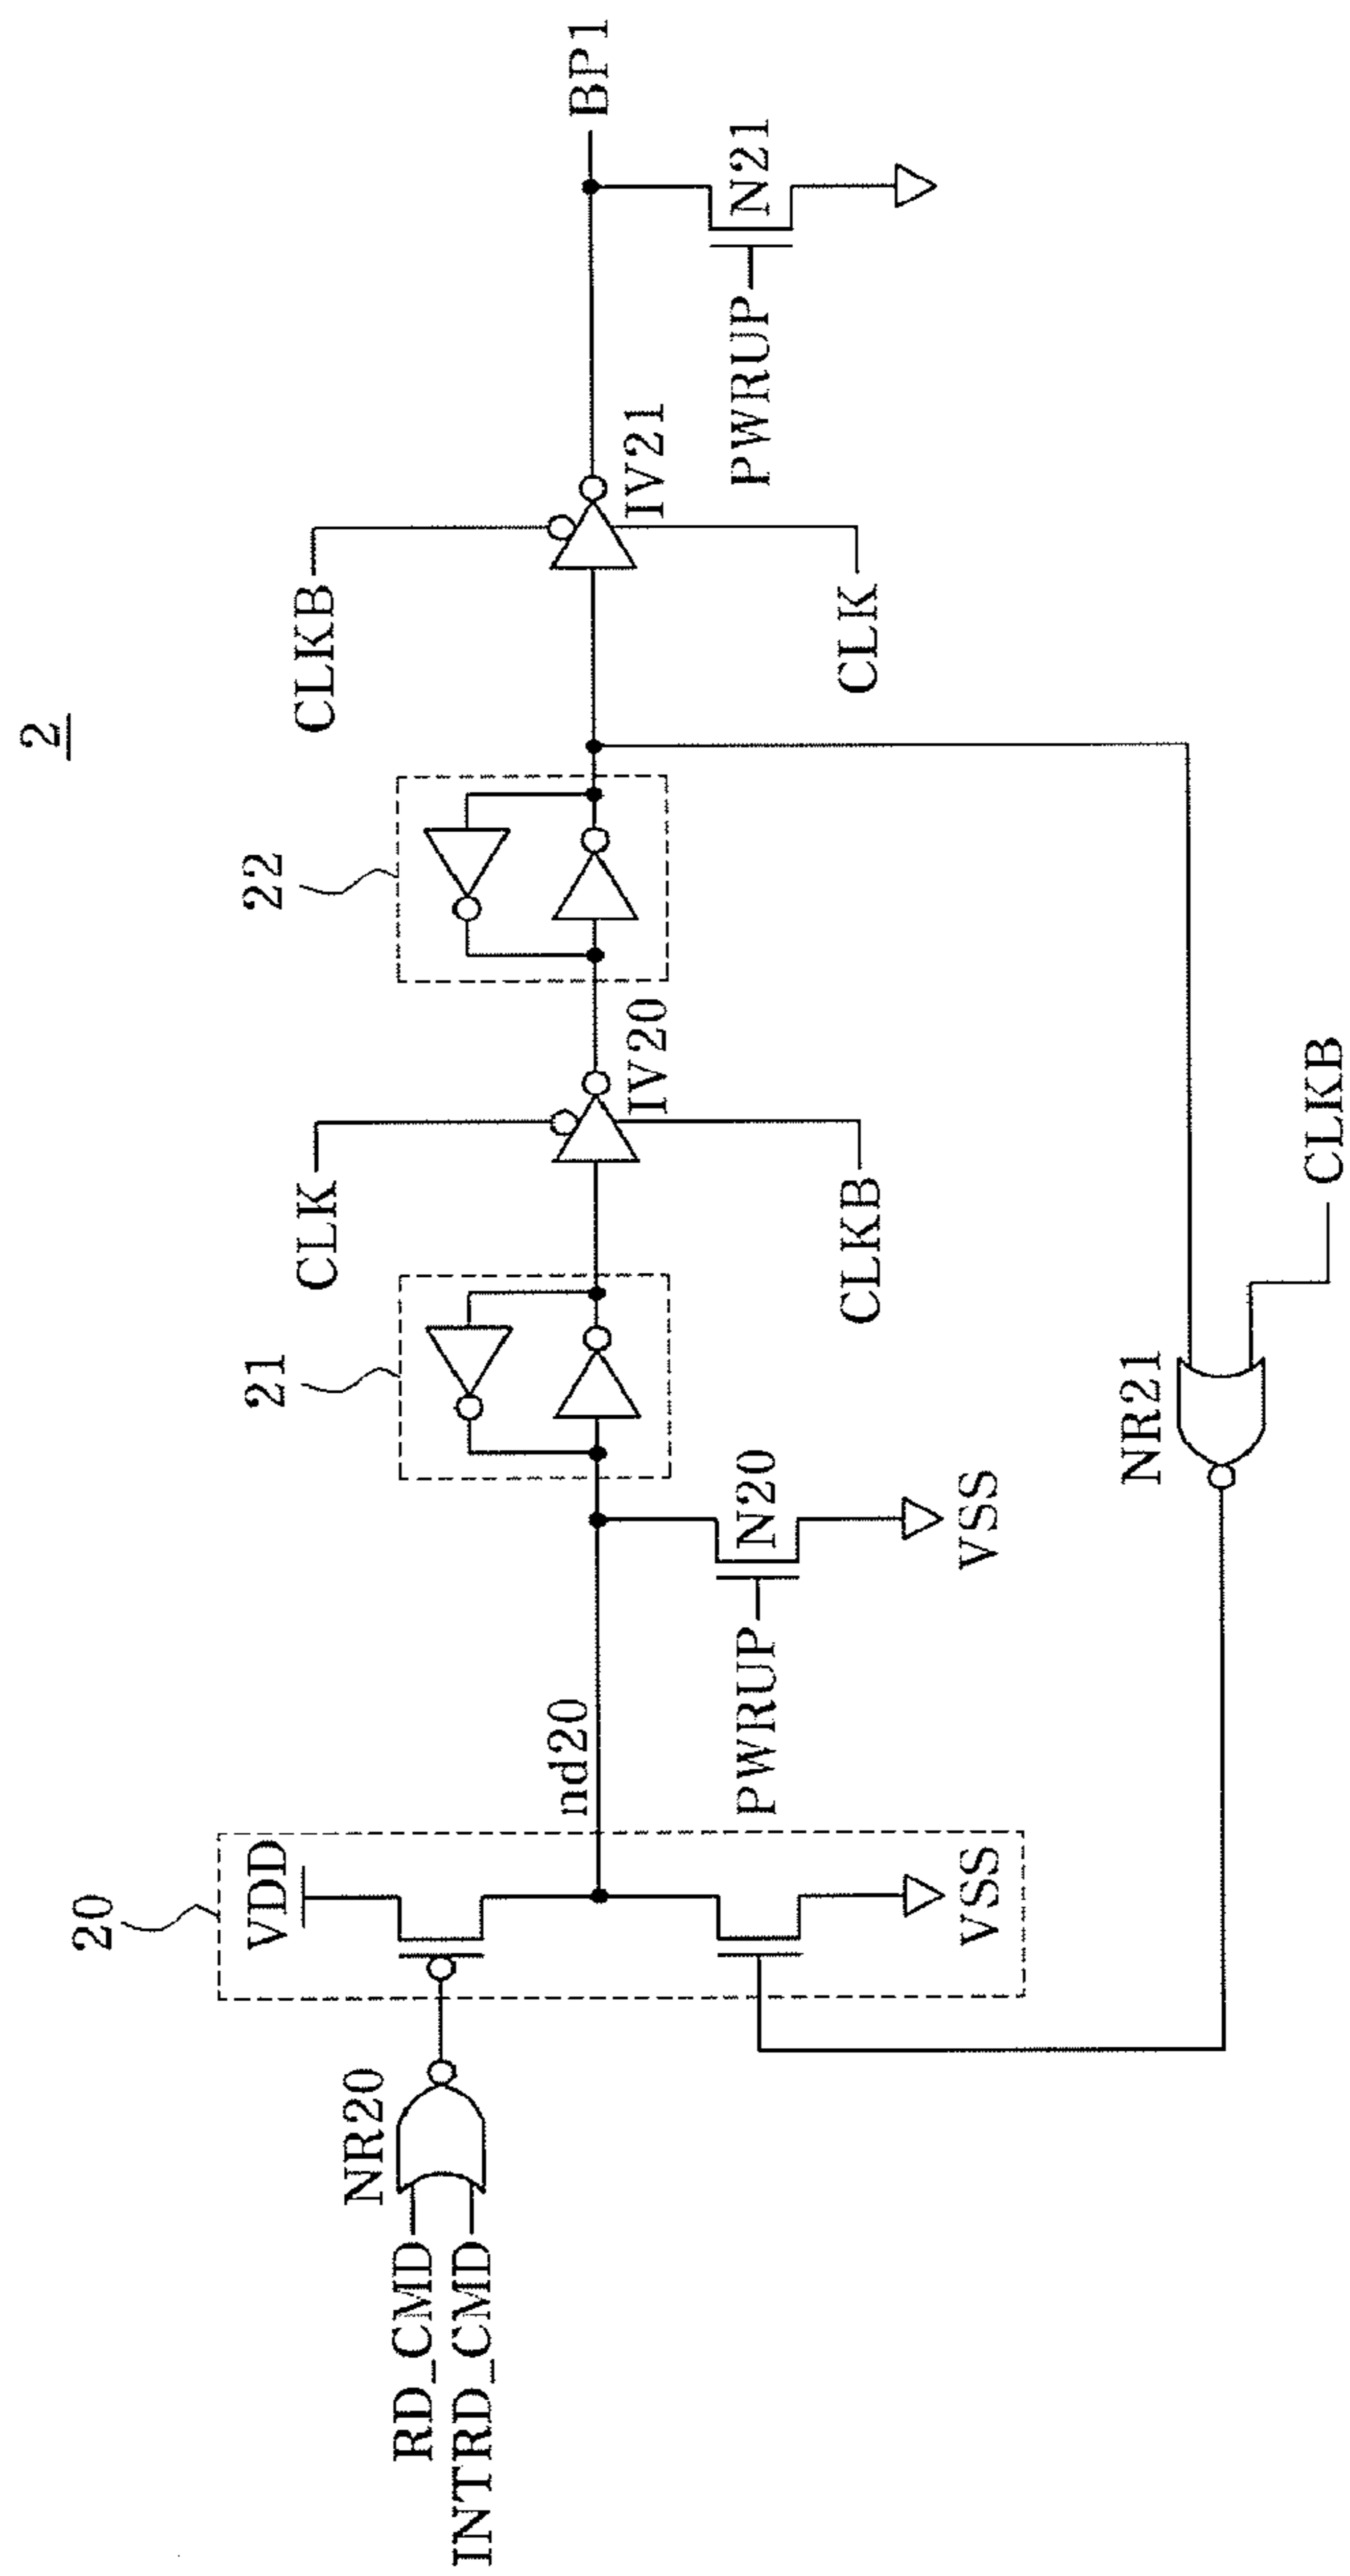 2
20
VDD
NR20
RD_CMD
INTRD_CMD
nd20
VSS
PWRUP
N20
VSS
21
CLK
IV20
CLKB
22
CLKB
IV21
CLK
BP1
PWRUP
N21
NR21
CLKB